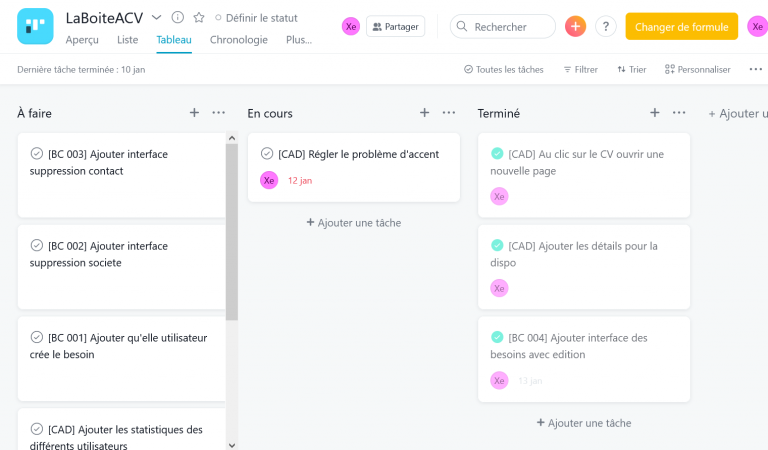 LaBoiteACV
Définir le statut
Aperçu Liste Tableau Chronologie Plus...
Xe
Partager
Rechercher
?
Changer de formule
Xe
Dernière tâche terminée : 10 jan
Toutes les tâches Filtrer Trier Personnaliser
À faire
[BC 003] Ajouter interface
suppression contact
[BC 002] Ajouter interface
suppression societe
[BC 001] Ajouter qu'elle utilisateur
crée le besoin
[CAD] Ajouter les statistiques des
différents utilisateurs
En cours
[CAD] Régler le problème d'accent
Xe 12 jan
+ Ajouter une tâche
Terminé
[CAD] Au clic sur le CV ouvrir une
nouvelle page
Xe
[CAD] Ajouter les détails pour la
dispo
Xe
[BC 004] Ajouter interface des
besoins avec edition
Xe 13 jan
+ Ajouter une tâche
+ Ajouter u